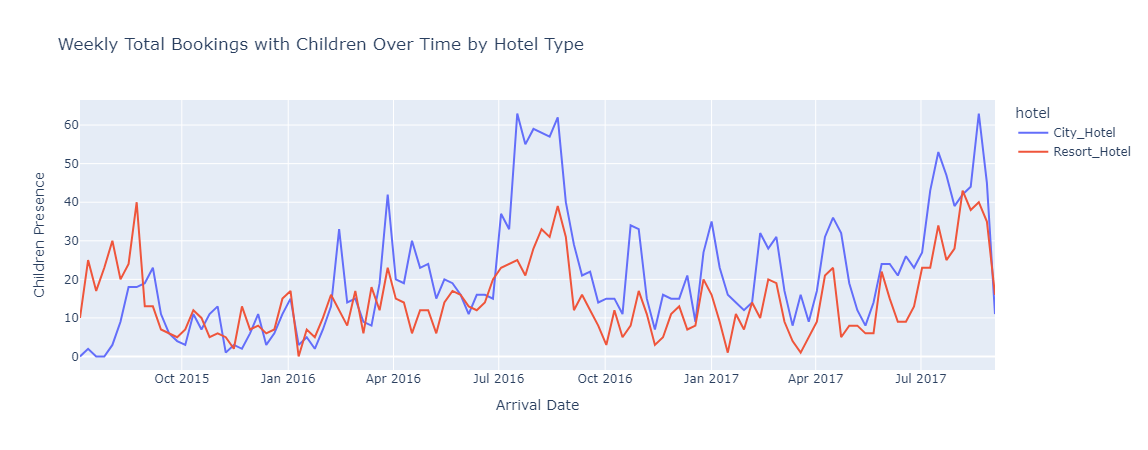 Weekly Total Bookings with Children Over Time by Hotel Type
hotel
City_Hotel
Resort_Hotel
Children Presence
60
50
40
30
20
10
0
Oct 2015
Jan 2016
Apr 2016
Jul 2016
Oct 2016
Jan 2017
Apr 2017
Jul 2017
Arrival Date